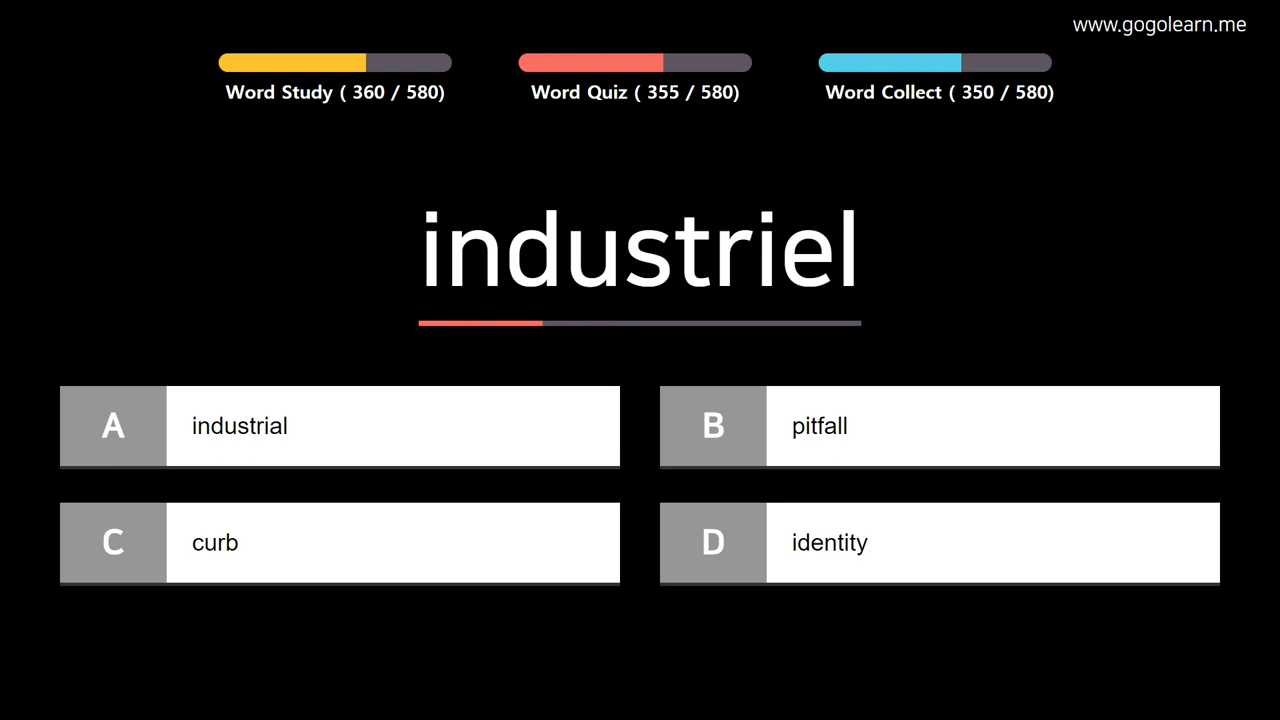 www.gogolearn.me
Word Study ( 360 / 580)
Word Quiz ( 355 / 580)
Word Collect ( 350 / 580)
industriel
A industrial
B pitfall
C curb
D identity